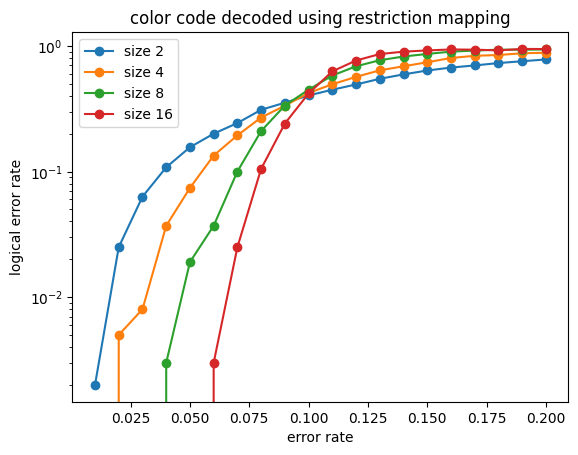 color code decoded using restriction mapping
size 2
size 4
size 8
size 16
logical error rate
10^0
10^-1
10^-2
0.025 0.050 0.075 0.100 0.125 0.150 0.175 0.200
error rate